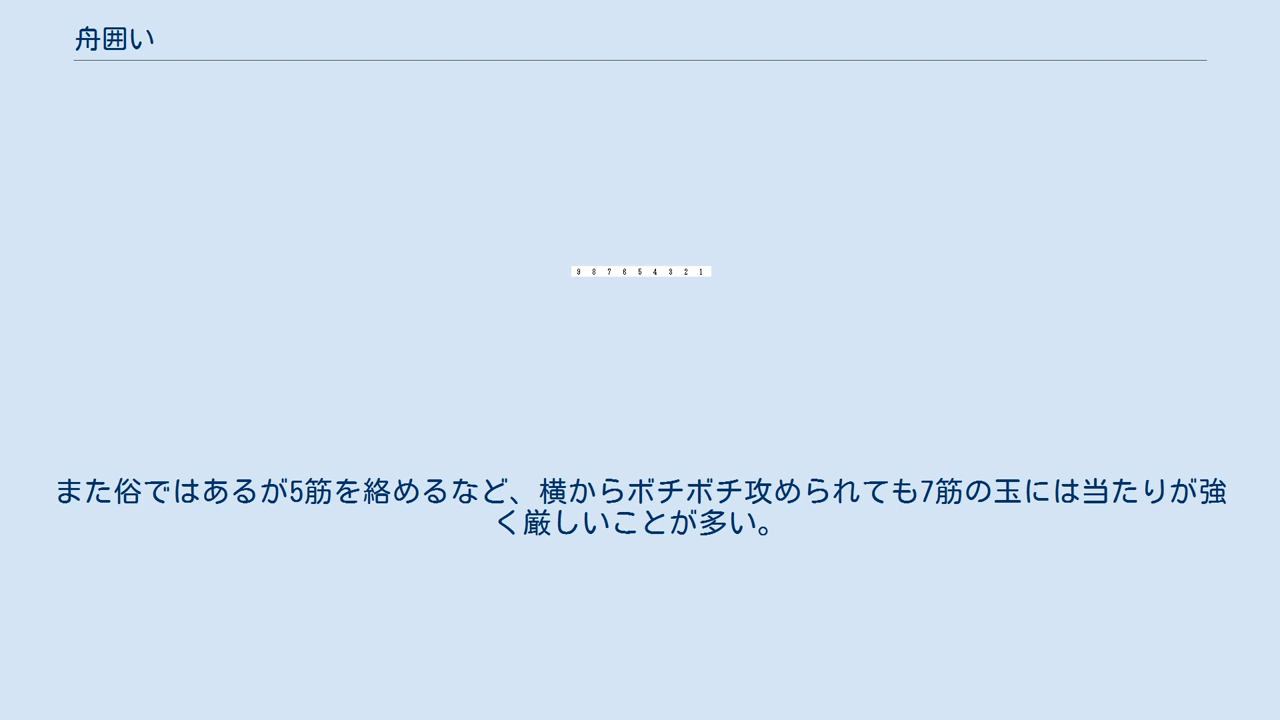 舟囲い
9 8 7 6 5 4 3 2 1
また俗ではあるが5筋を絡めるなど、横からボチボチ攻められても7筋の玉には当たりが強
く厳しいことが多い。